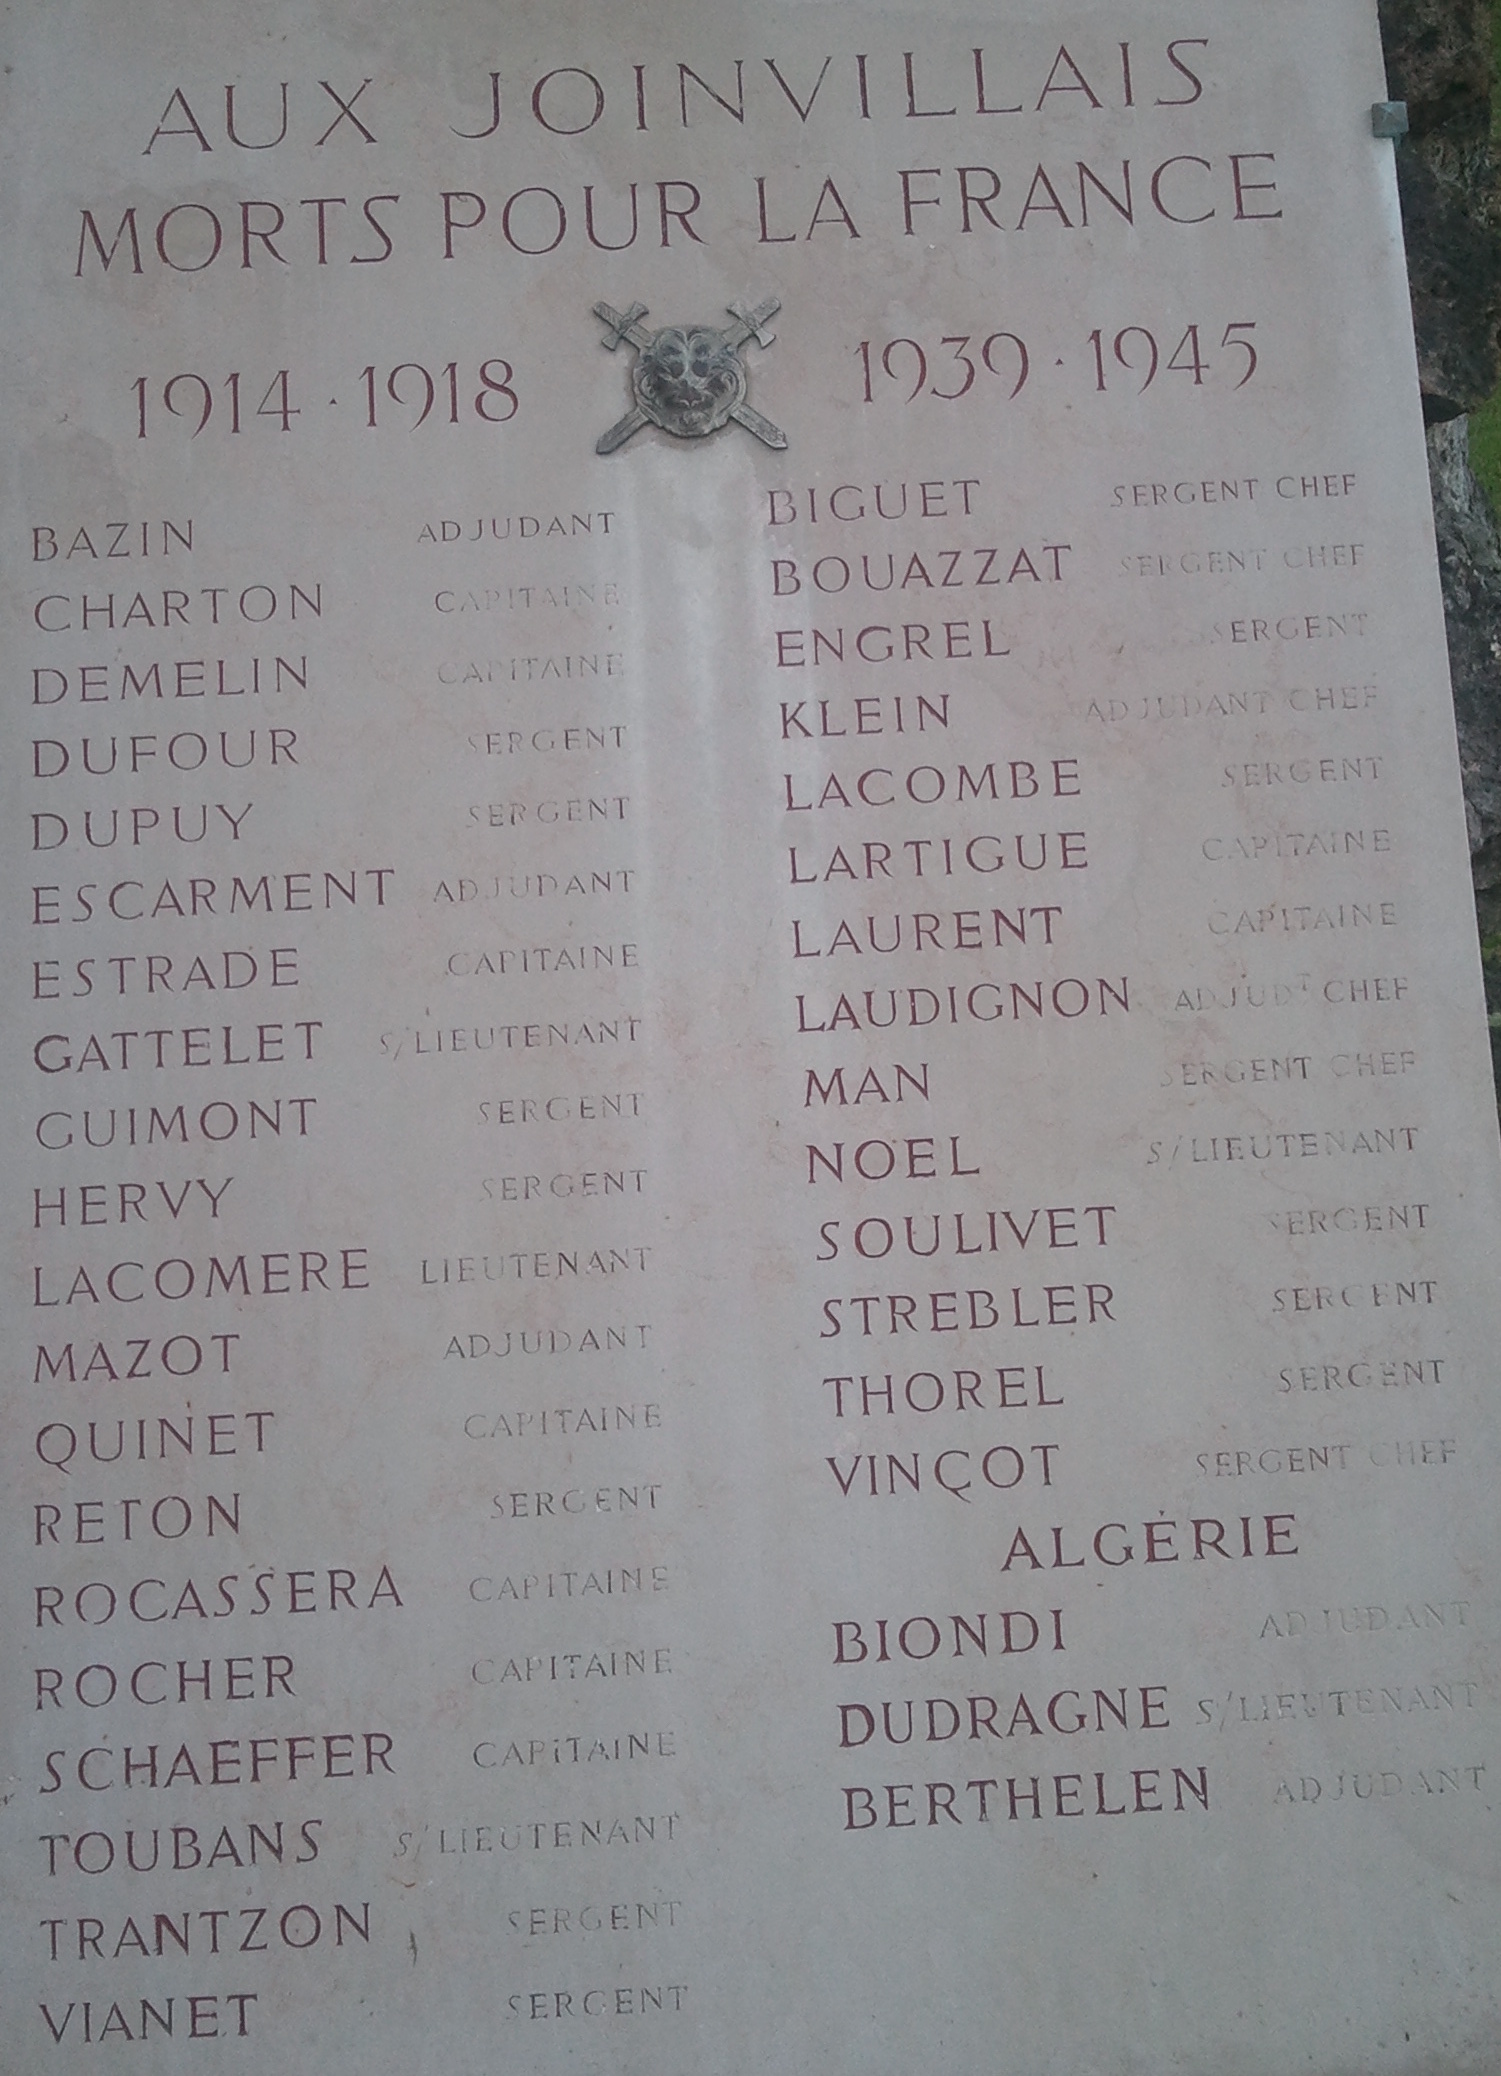 AUX JOINVILLAIS
MORTS POUR LA FRANCE
1914 · 1918
BAZIN ADJUDANT
CHARTON CAPITAINE
DEMELIN CAPITAINE
DUFOUR SERGENT
DUPUY SERGENT
ESCARMENT ADJUDANT
ESTRADE CAPITAINE
GATTELET S/LIEUTENANT
GUIMONT SERGENT
HERVY SERGENT
LACOMERE LIEUTENANT
MAZOT ADJUDANT
QUINET CAPITAINE
RETON SERGENT
ROCASSERA CAPITAINE
ROCHER CAPITAINE
SCHAEFFER CAPITAINE
TOUBANS S/LIEUTENANT
TRANTZON SERGENT
VIANET SERGENT
1939 · 1945
BIGUET SERGENT CHEF
BOUAZZAT SERGENT CHEF
ENGREL SERGENT
KLEIN ADJUDANT CHEF
LACOMBE SERGENT
LARTIGUE CAPITAINE
LAURENT CAPITAINE
LAUDIGNON ADJUDT CHEF
MAN SERGENT CHEF
NOEL S/LIEUTENANT
SOULIVET SERGENT
STREBLER SERGENT
THOREL SERGENT
VINÇOT SERGENT CHEF
ALGÉRIE
BIONDI ADJUDANT
DUDRAGNE S/LIEUTENANT
BERTHELEN ADJUDANT